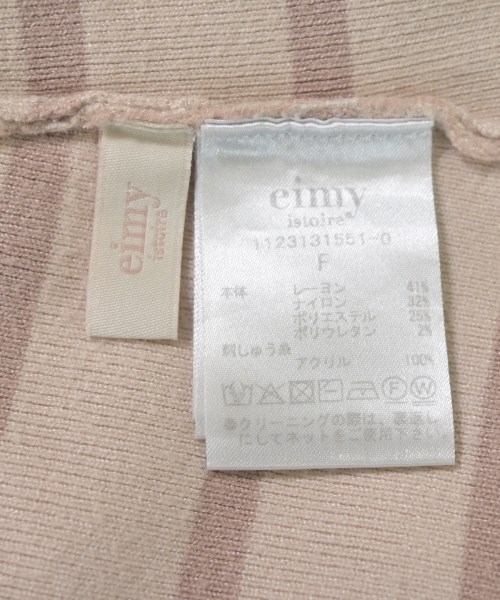 eimy
istoire
eimy
istoire®
1123131551-0
F
本体 レーヨン 41%
ナイロン 32%
ポリエステル 25%
ポリウレタン 2%
刺しゅう糸
アクリル 100%
F W
●クリーニングの際は、裏返し
にしてネットをご使用下さい